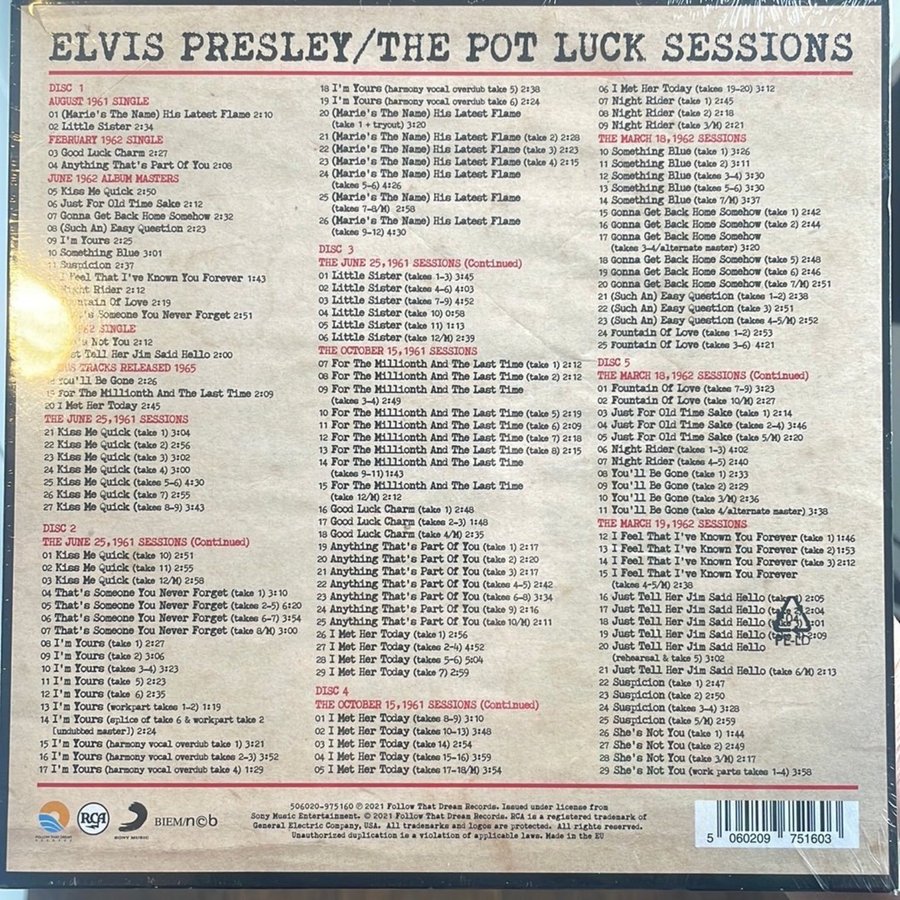 ELVIS PRESLEY/THE POT LUCK SESSIONS
DISC 1
AUGUST 1961 SINGLE
01 (Marie's The Name) His Latest Flame 2:10
02 Little Sister 2:34
FEBRUARY 1962 SINGLE
03 Good Luck Charm 2:27
04 Anything That's Part Of You 2:08
JUNE 1962 ALBUM MASTERS
05 Kiss Me Quick 2:50
06 Just For Old Time Sake 2:12
07 Gonna Get Back Home Somehow 2:32
08 (Such An) Easy Question 2:23
09 I'm Yours 2:25
10 Something Blue 3:01
11 Suspicion 2:37
I Feel That I've Known You Forever 1:43
Night Rider 2:12
Fountain Of Love 2:19
Someone You Never Forget 2:51
1962 SINGLE
She's Not You 2:12
Just Tell Her Jim Said Hello 2:00
TRACKS RELEASED 1965
You'll Be Gone 2:26
19 For The Millionth And The Last Time 2:09
20 I Met Her Today 2:45
THE JUNE 25,1961 SESSIONS
21 Kiss Me Quick (take 1) 3:04
22 Kiss Me Quick (take 2) 2:56
23 Kiss Me Quick (take 3) 3:02
24 Kiss Me Quick (take 4) 3:00
25 Kiss Me Quick (takes 5-6) 4:30
26 Kiss Me Quick (take 7) 2:55
27 Kiss Me Quick (takes 8-9) 3:43
DISC 2
THE JUNE 25,1961 SESSIONS (Continued)
01 Kiss Me Quick (take 10) 2:51
02 Kiss Me Quick (take 11) 2:55
03 Kiss Me Quick (take 12/M) 2:58
04 That's Someone You Never Forget (take 1) 3:10
05 That's Someone You Never Forget (takes 2-5) 6:20
06 That's Someone You Never Forget (takes 6-7) 3:54
07 That's Someone You Never Forget (take 8/M) 3:00
08 I'm Yours (take 1) 2:27
09 I'm Yours (take 2) 3:06
10 I'm Yours (takes 3-4) 3:23
11 I'm Yours (take 5) 2:23
12 I'm Yours (take 6) 2:35
13 I'm Yours (workpart takes 1-2) 1:19
14 I'm Yours (splice of take 6 & workpart take 2
[undubbed master]) 2:24
15 I'm Yours (harmony vocal overdub take 1) 3:21
16 I'm Yours (harmony vocal overdub takes 2-3) 3:52
17 I'm Yours (harmony vocal overdub take 4) 1:29
18 I'm Yours (harmony vocal overdub take 5) 2:38
19 I'm Yours (harmony vocal overdub take 6) 2:24
20 (Marie's The Name) His Latest Flame
(take 1 + tryout) 3:20
21 (Marie's The Name) His Latest Flame (take 2) 2:28
22 (Marie's The Name) His Latest Flame (take 3) 2:23
23 (Marie's The Name) His Latest Flame (take 4) 2:15
24 (Marie's The Name) His Latest Flame
(takes 5-6) 4:26
25 (Marie's The Name) His Latest Flame
(takes 7-8/M) 2:58
26 (Marie's The Name) His Latest Flame
(takes 9-12) 4:30
DISC 3
THE JUNE 25,1961 SESSIONS (Continued)
01 Little Sister (takes 1-3) 3:45
02 Little Sister (takes 4-6) 4:03
03 Little Sister (takes 7-9) 4:52
04 Little Sister (take 10) 0:58
05 Little Sister (take 11) 1:13
06 Little Sister (take 12/M) 2:39
THE OCTOBER 15,1961 SESSIONS
07 For The Millionth And The Last Time (take 1) 2:12
08 For The Millionth And The Last Time (take 2) 2:12
09 For The Millionth And The Last Time
(takes 3-4) 2:49
10 For The Millionth And The Last Time (take 5) 2:19
11 For The Millionth And The Last Time (take 6) 2:09
12 For The Millionth And The Last Time (take 7) 2:18
13 For The Millionth And The Last Time (take 8) 2:15
14 For The Millionth And The Last Time
(takes 9-11) 1:43
15 For The Millionth And The Last Time
(take 12/M) 2:12
16 Good Luck Charm (take 1) 2:48
17 Good Luck Charm (takes 2-3) 1:48
18 Good Luck Charm (take 4/M) 2:35
19 Anything That's Part Of You (take 1) 2:17
20 Anything That's Part Of You (take 2) 2:20
21 Anything That's Part Of You (take 3) 2:17
22 Anything That's Part Of You (takes 4-5) 2:42
23 Anything That's Part Of You (takes 6-8) 3:34
24 Anything That's Part Of You (take 9) 2:16
25 Anything That's Part Of You (take 10/M) 2:11
26 I Met Her Today (take 1) 2:56
27 I Met Her Today (takes 2-4) 4:52
28 I Met Her Today (takes 5-6) 5:04
29 I Met Her Today (take 7) 2:59
DISC 4
THE OCTOBER 15,1961 SESSIONS (Continued)
01 I Met Her Today (takes 8-9) 3:10
02 I Met Her Today (takes 10-13) 3:48
03 I Met Her Today (take 14) 2:54
04 I Met Her Today (takes 15-16) 3:59
05 I Met Her Today (takes 17-18/M) 3:54
06 I Met Her Today (takes 19-20) 3:12
07 Night Rider (take 1) 2:45
08 Night Rider (take 2) 2:18
09 Night Rider (take 3/M) 2:21
THE MARCH 18,1962 SESSIONS
10 Something Blue (take 1) 3:26
11 Something Blue (take 2) 3:11
12 Something Blue (takes 3-4) 3:30
13 Something Blue (takes 5-6) 3:30
14 Something Blue (take 7/M) 3:37
15 Gonna Get Back Home Somehow (take 1) 2:42
16 Gonna Get Back Home Somehow (take 2) 2:44
17 Gonna Get Back Home Somehow
(takes 3-4/alternate master) 3:20
18 Gonna Get Back Home Somehow (take 5) 2:48
19 Gonna Get Back Home Somehow (take 6) 2:46
20 Gonna Get Back Home Somehow (take 7/M) 2:51
21 (Such An) Easy Question (takes 1-2) 2:38
22 (Such An) Easy Question (take 3) 2:51
23 (Such An) Easy Question (takes 4-5/M) 2:52
24 Fountain Of Love (takes 1-2) 2:53
25 Fountain Of Love (takes 3-6) 4:21
DISC 5
THE MARCH 18,1962 SESSIONS (Continued)
01 Fountain Of Love (takes 7-9) 3:23
02 Fountain Of Love (take 10/M) 2:27
03 Just For Old Time Sake (take 1) 2:14
04 Just For Old Time Sake (takes 2-4) 3:46
05 Just For Old Time Sake (take 5/M) 2:20
06 Night Rider (takes 1-3) 4:02
07 Night Rider (takes 4-5) 2:40
08 You'll Be Gone (take 1) 2:33
09 You'll Be Gone (take 2) 2:29
10 You'll Be Gone (take 3/M) 2:36
11 You'll Be Gone (take 4/alternate master) 3:38
THE MARCH 19,1962 SESSIONS
12 I Feel That I've Known You Forever (take 1) 1:46
13 I Feel That I've Known You Forever (take 2) 1:53
14 I Feel That I've Known You Forever (take 3) 2:12
15 I Feel That I've Known You Forever
(takes 4-5/M) 2:38
16 Just Tell Her Jim Said Hello (take 1) 2:05
17 Just Tell Her Jim Said Hello 2:04
18 Just Tell Her Jim Said Hello :01
19 Just Tell Her Jim Said Hello 2:09
20 Just Tell Her Jim Said Hello
(rehearsal & take 5) 3:02
21 Just Tell Her Jim Said Hello (take 6/M) 2:13
22 Suspicion (take 1) 2:47
23 Suspicion (take 2) 2:50
24 Suspicion (takes 3-4) 3:28
25 Suspicion (take 5/M) 2:59
26 She's Not You (take 1) 1:44
27 She's Not You (take 2) 2:49
28 She's Not You (take 3/M) 2:17
29 She's Not You (work parts takes 1-4) 3:58
04
PE-LD
FOLLOW THAT DREAM
RECORDS
RCA
SONY MUSIC
BIEM/n©b
506020-975160 ℗ 2021 Follow That Dream Records. Issued under license from
Sony Music Entertainment. © 2021 Follow That Dream Records. RCA is a registered trademark of
General Electric Company, USA. All trademarks and logos are protected. All rights reserved.
Unauthorized duplication is a violation of applicable laws. Made in the EU
5 060209 751603